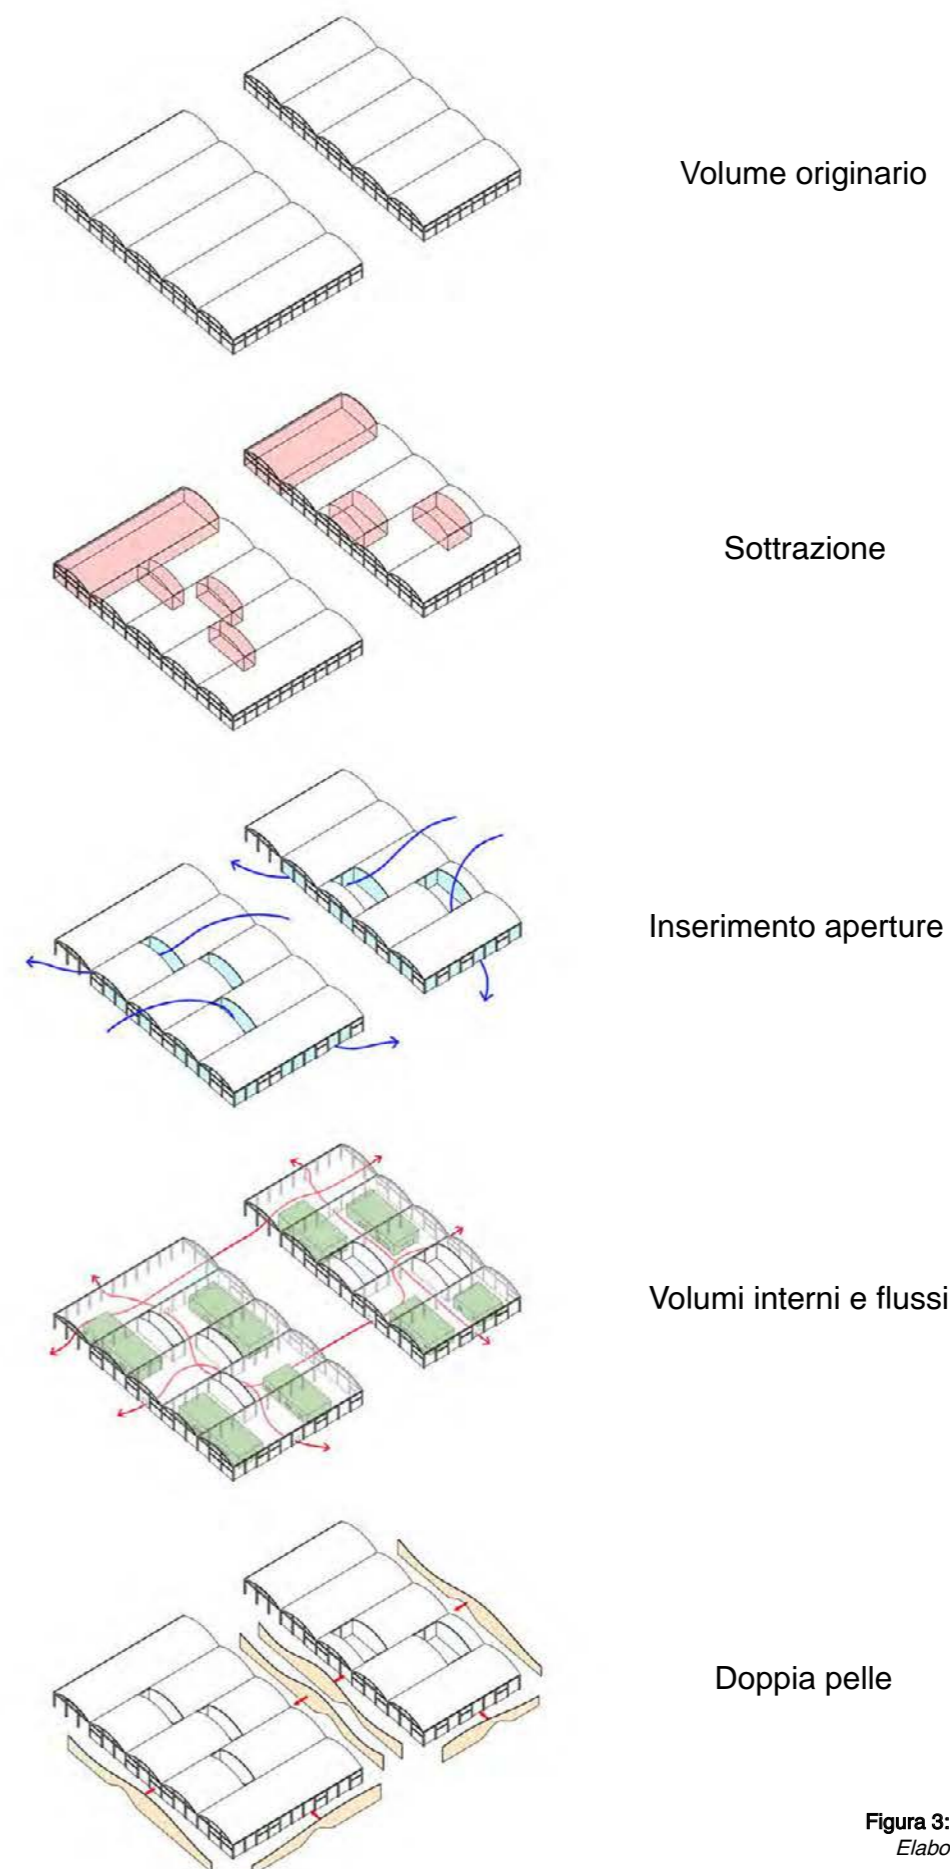 Volume originario
Sottrazione
Inserimento aperture
Volumi interni e flussi
Doppia pelle
Figura 3:
Elabo